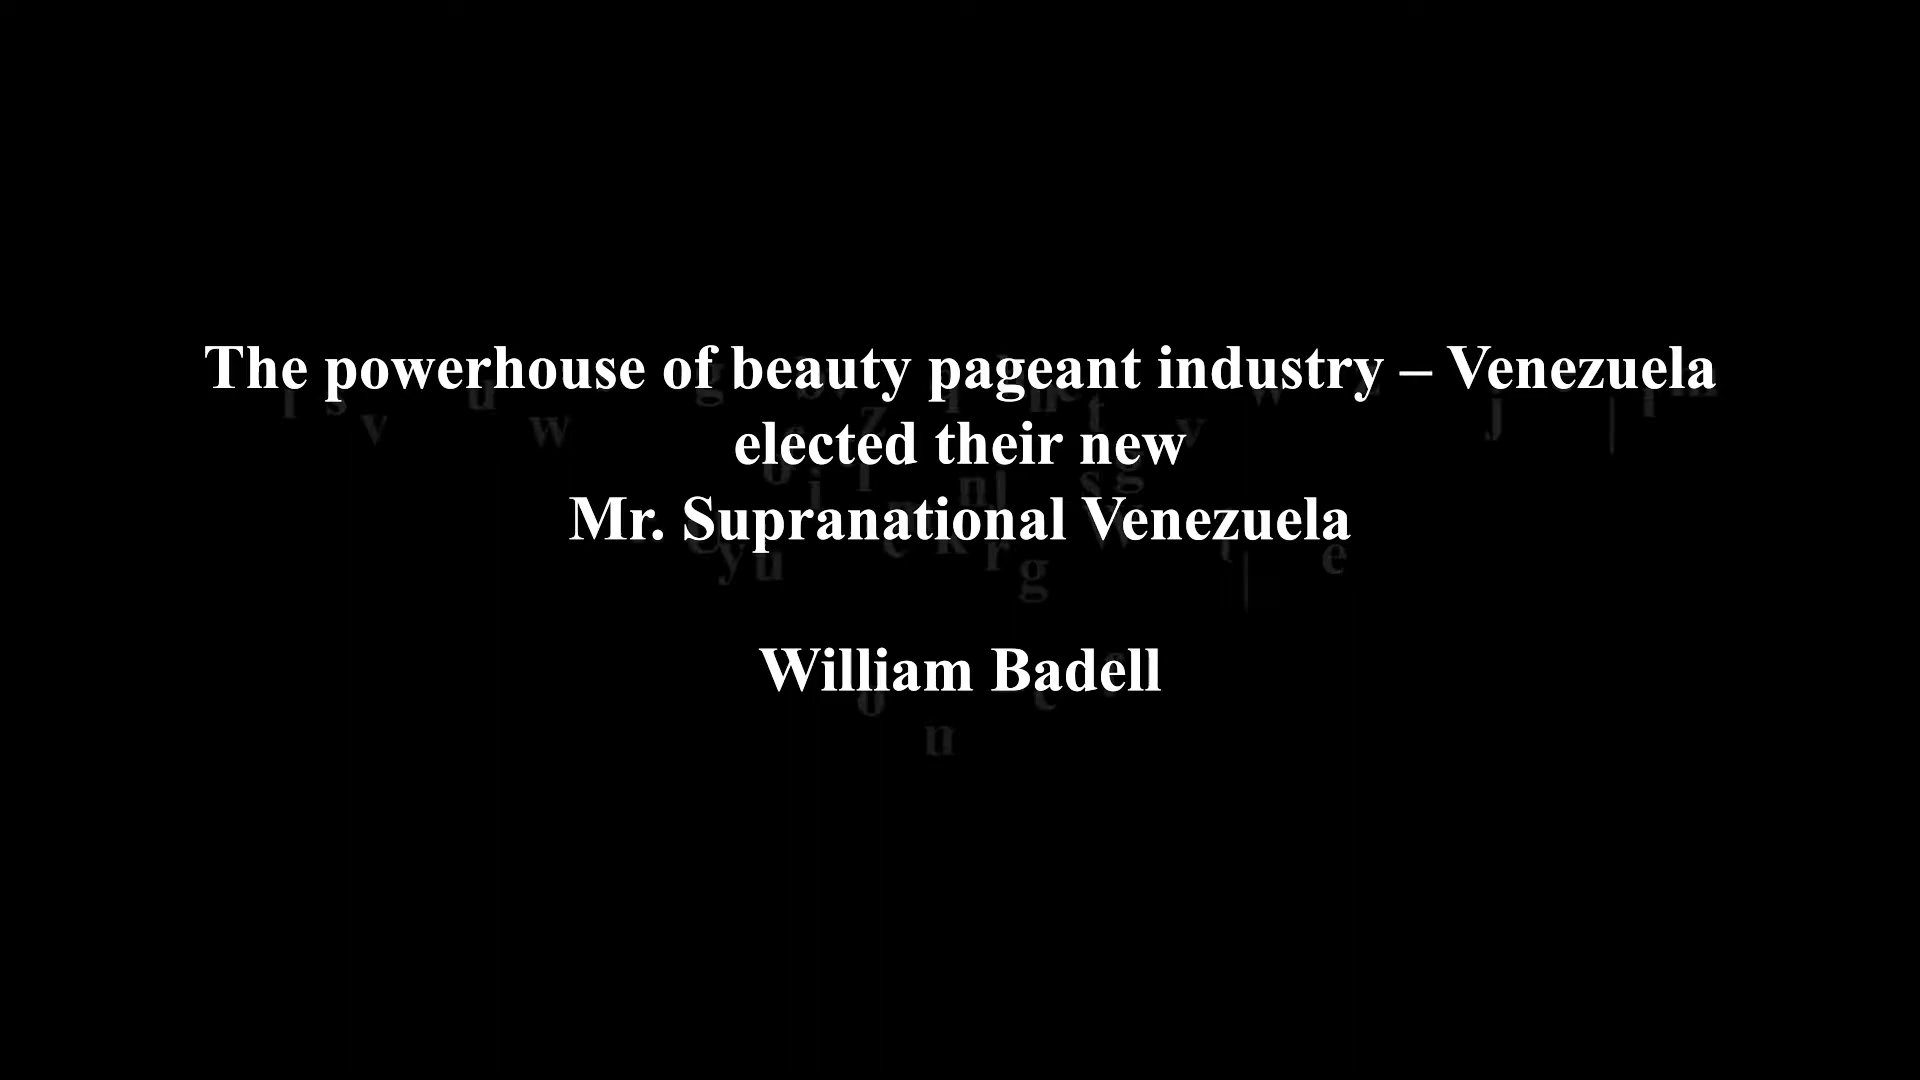 The powerhouse of beauty pageant industry – Venezuela
elected their new
Mr. Supranational Venezuela
William Badell